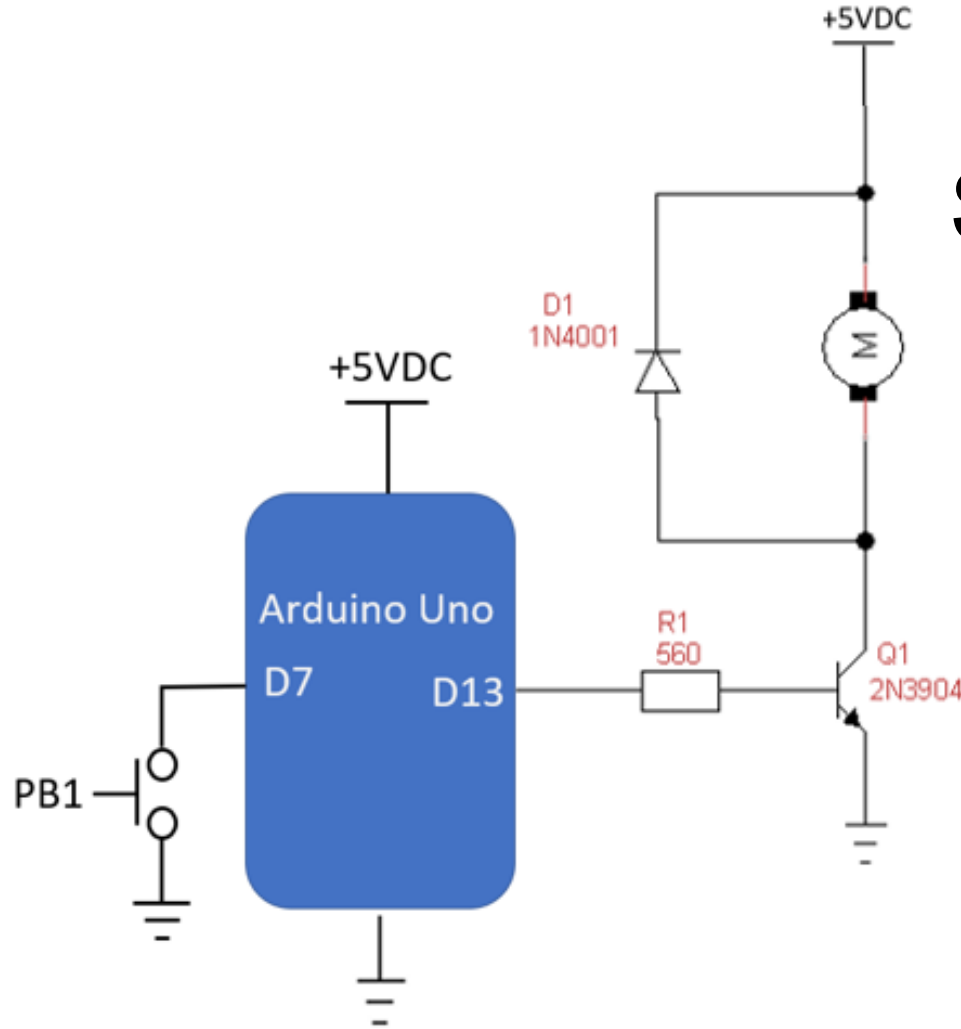 +5VDC
S
D1
1N4001
M
+5VDC
Arduino Uno
D7
D13
R1
560
Q1
2N3904
PB1